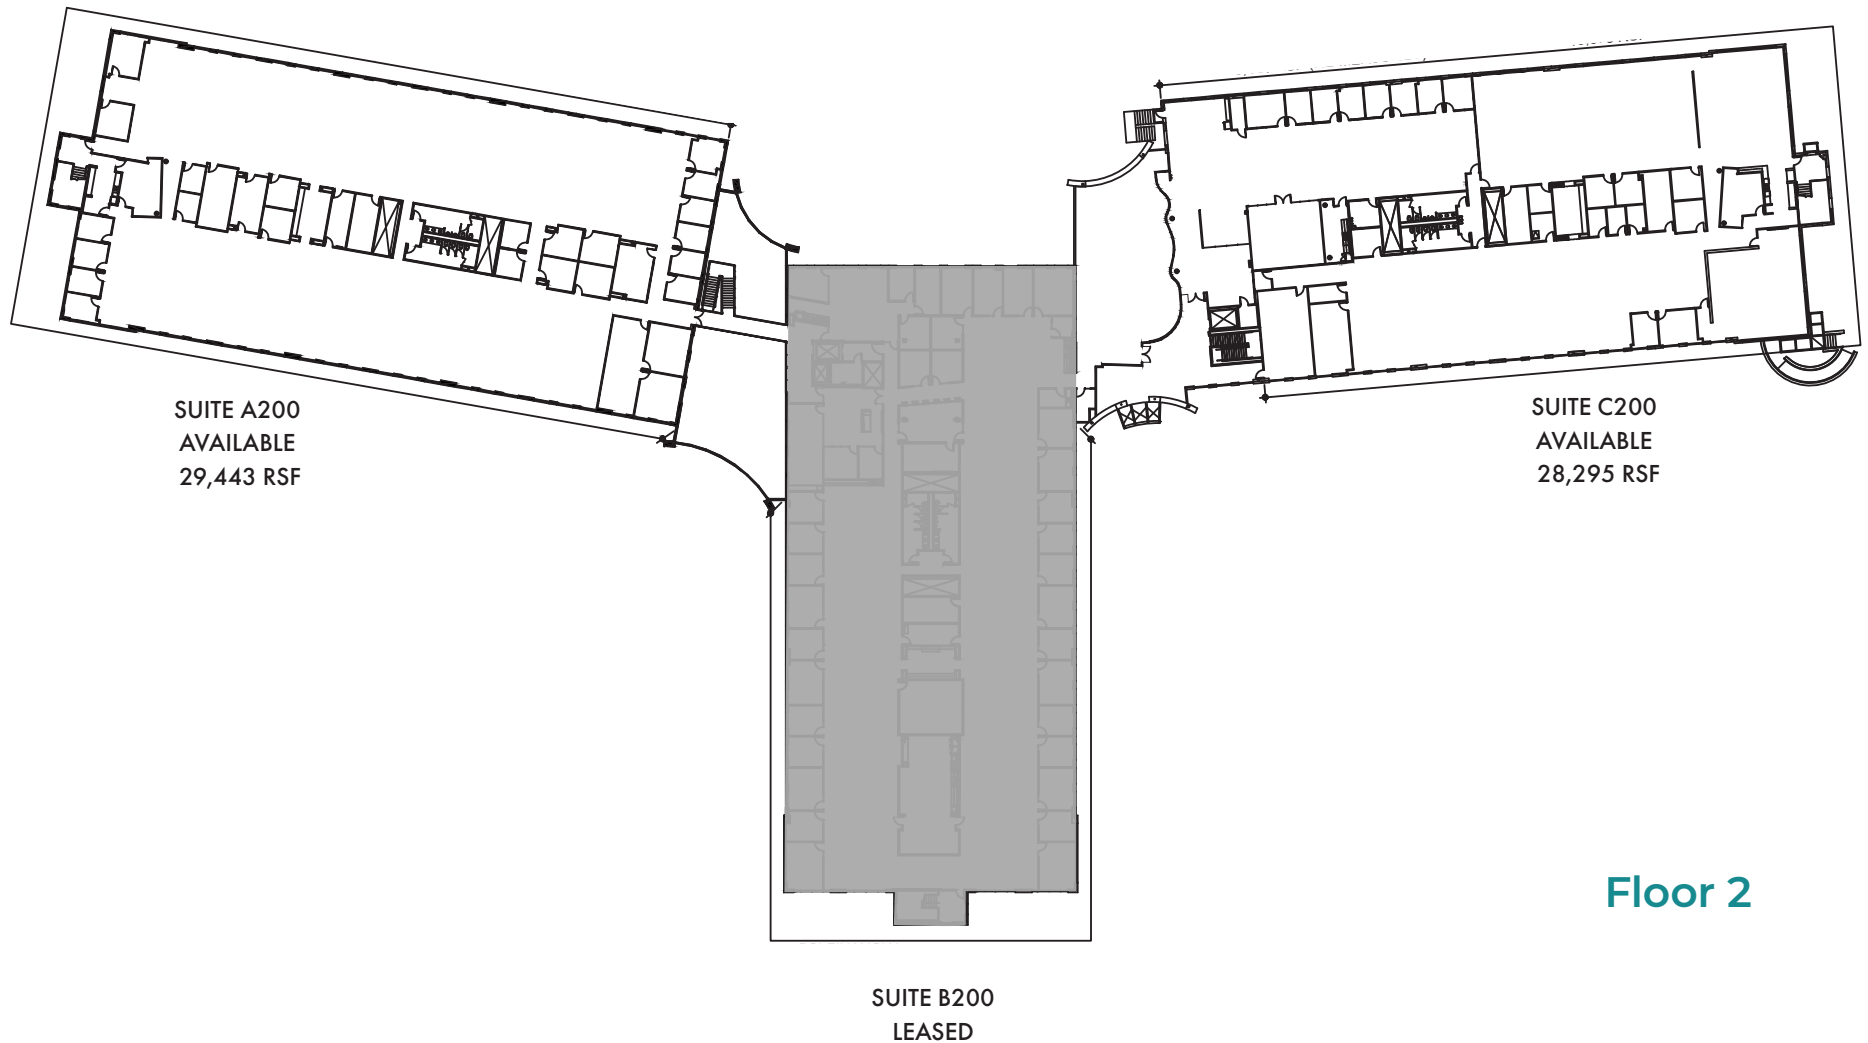 SUITE A200
AVAILABLE
29,443 RSF
SUITE C200
AVAILABLE
28,295 RSF
Floor 2
SUITE B200
LEASED